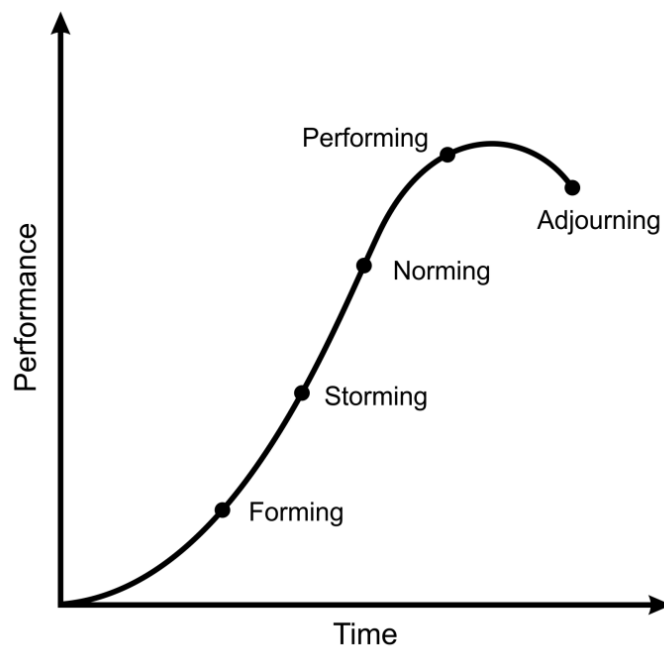 Performing
Adjourning
Norming
Storming
Forming
Performance
Time